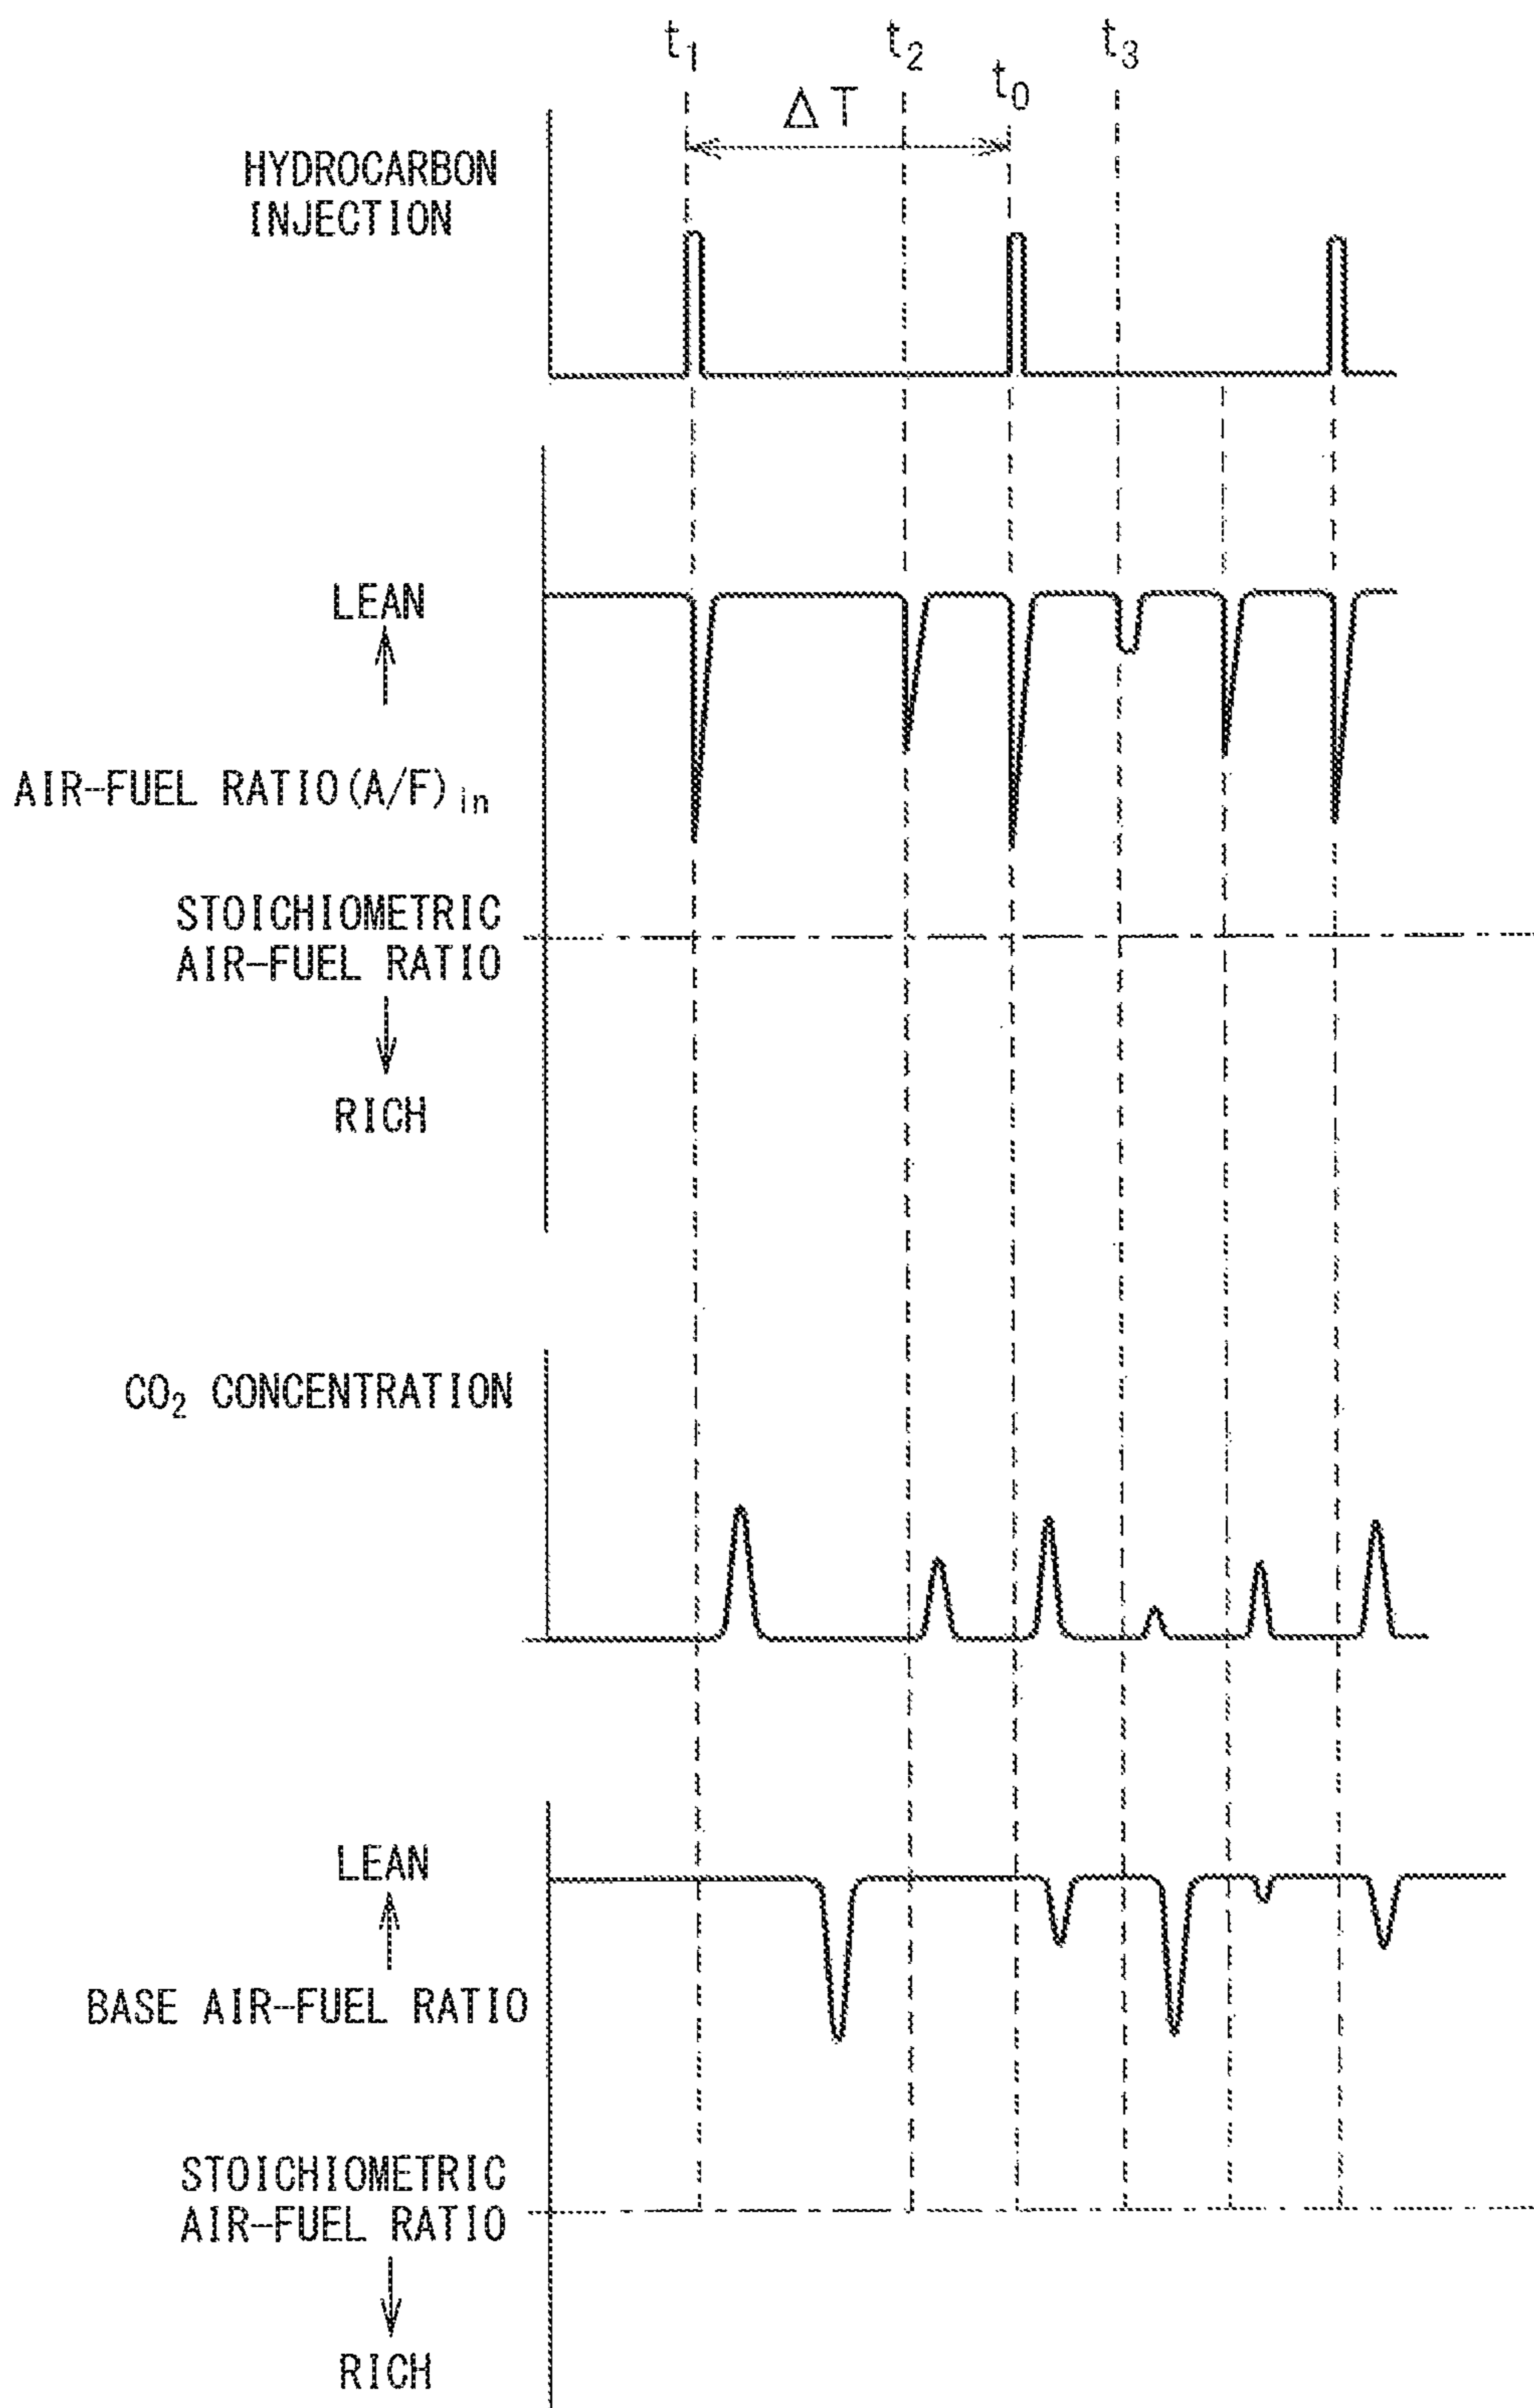 t1
t2
t3
t0
ΔT
HYDROCARBON
INJECTION
LEAN
AIR-FUEL RATIO(A/F)in
STOICHIOMETRIC
AIR-FUEL RATIO
RICH
CO2 CONCENTRATION
LEAN
BASE AIR-FUEL RATIO
STOICHIOMETRIC
AIR-FUEL RATIO
RICH